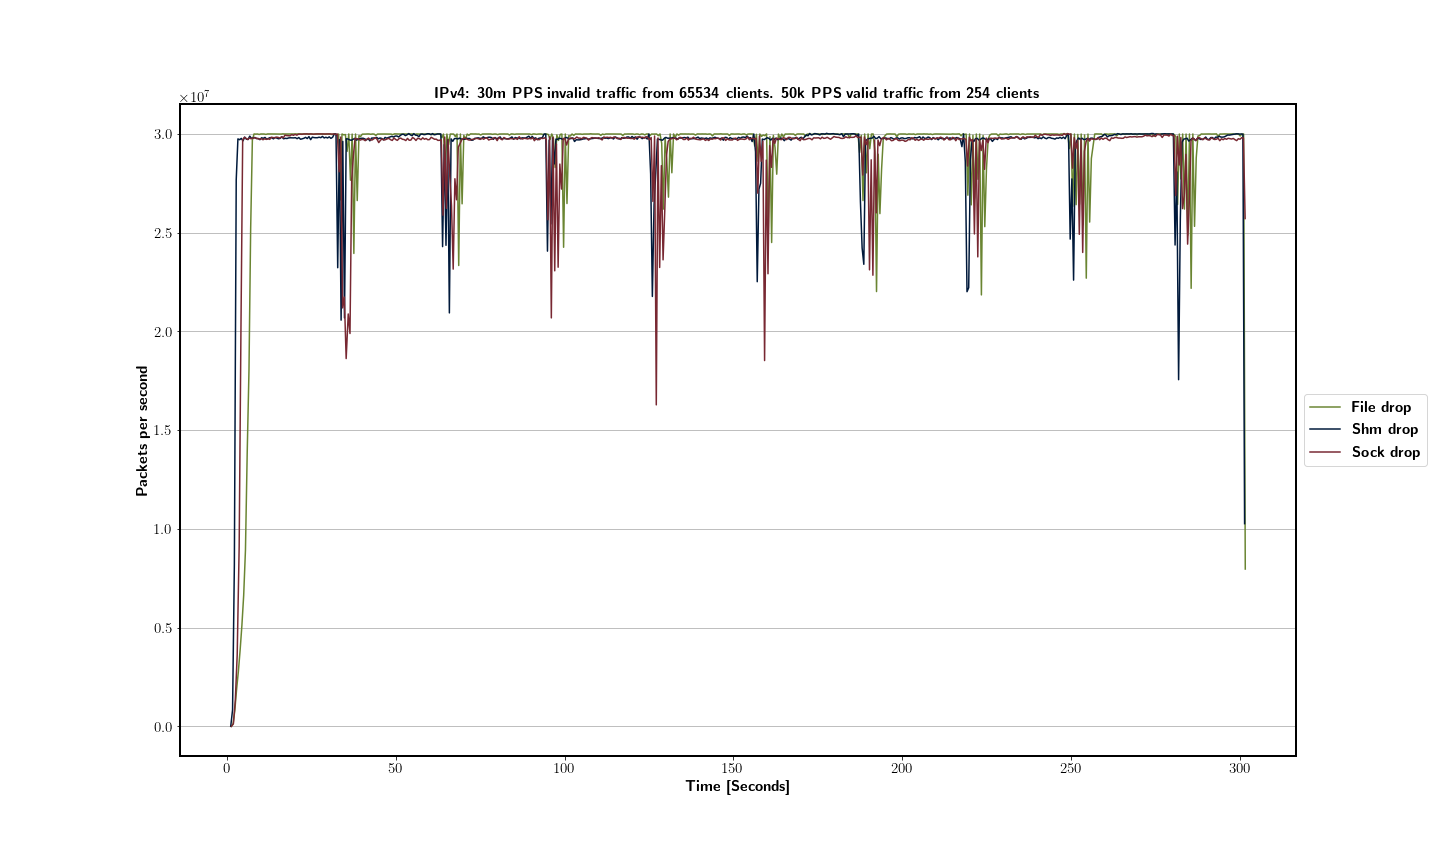 IPv4: 30m PPS invalid traffic from 65534 clients. 50k PPS valid traffic from 254 clients
×10⁷
3.0
2.5
2.0
1.5
1.0
0.5
0.0
Packets per second
0 50 100 150 200 250 300
Time [Seconds]
File drop
Shm drop
Sock drop